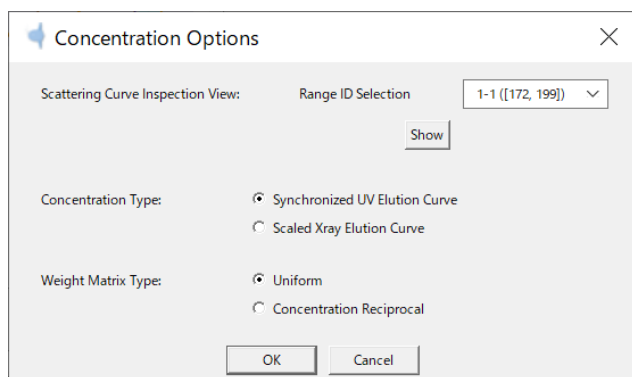 Concentration Options
Scattering Curve Inspection View: Range ID Selection 1-1 ([172, 199])
Show
Concentration Type: Synchronized UV Elution Curve
Scaled Xray Elution Curve
Weight Matrix Type: Uniform
Concentration Reciprocal
OK Cancel